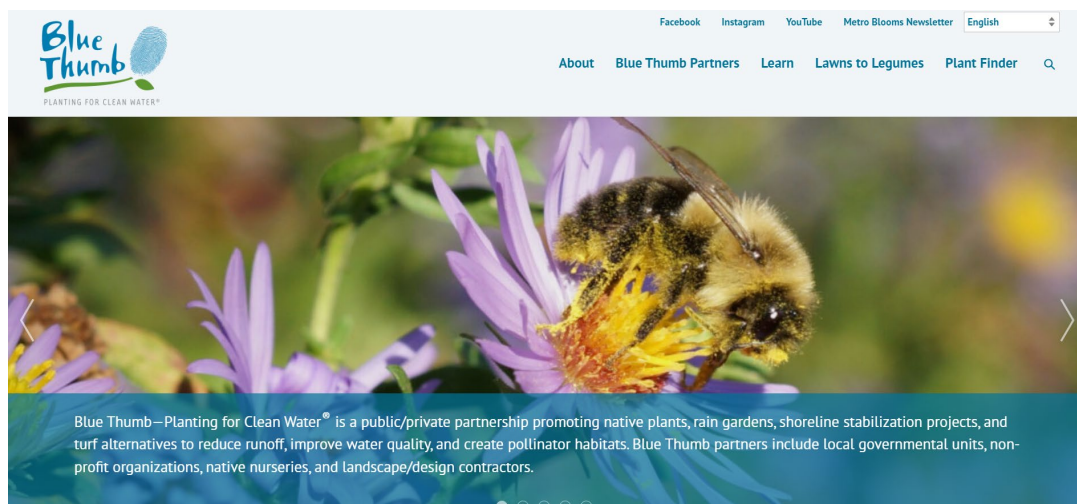 Facebook Instagram YouTube Metro Blooms Newsletter English
Blue
Thumb
PLANTING FOR CLEAN WATER®
About Blue Thumb Partners Learn Lawns to Legumes Plant Finder
Blue Thumb—Planting for Clean Water® is a public/private partnership promoting native plants, rain gardens, shoreline stabilization projects, and
turf alternatives to reduce runoff, improve water quality, and create pollinator habitats. Blue Thumb partners include local governmental units, non-
profit organizations, native nurseries, and landscape/design contractors.